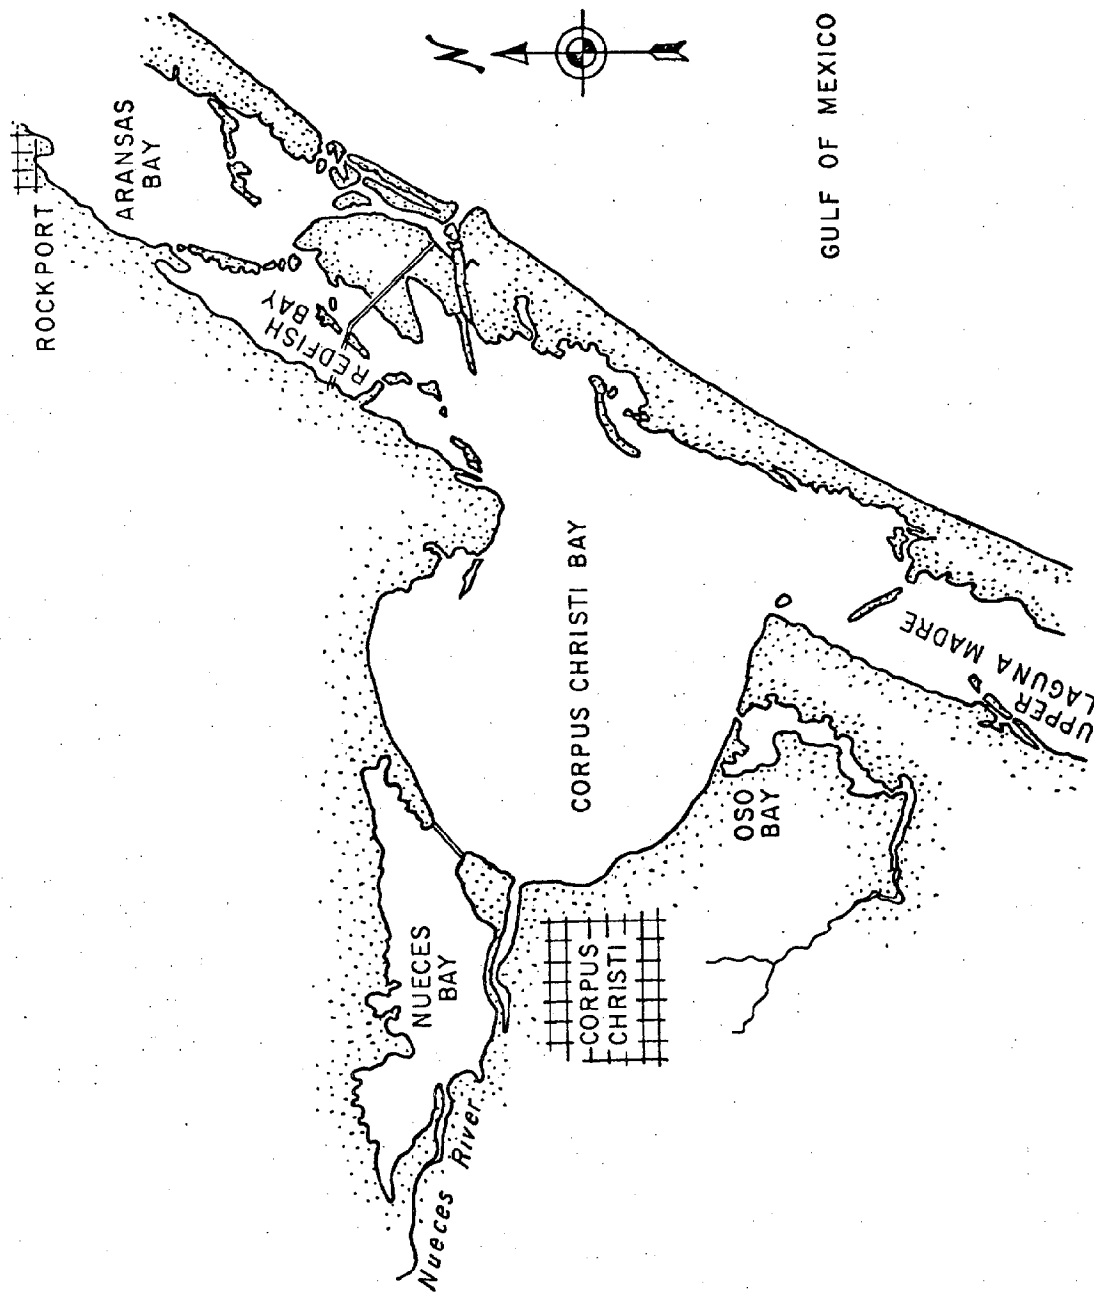 ROCKPORT
ARANSAS
BAY
N
REDFISH
BAY
GULF OF MEXICO
CORPUS CHRISTI BAY
NUECES
BAY
Nueces River
CORPUS
CHRISTI
OSO
BAY
UPPER
LAGUNA MADRE